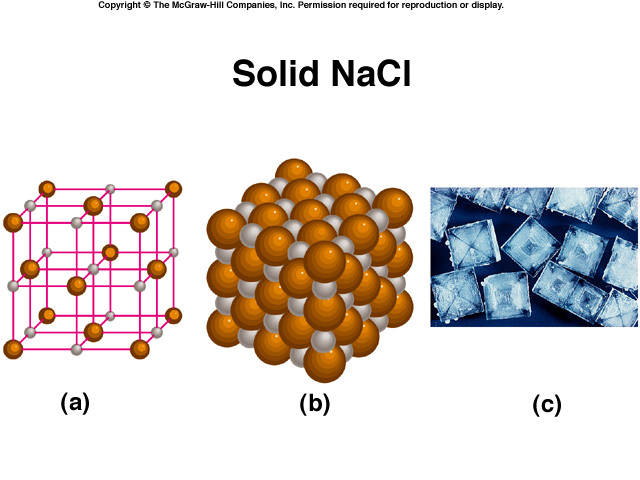 Copyright © The McGraw-Hill Companies, Inc. Permission required for reproduction or display.
Solid NaCl
(a)
(b)
(c)